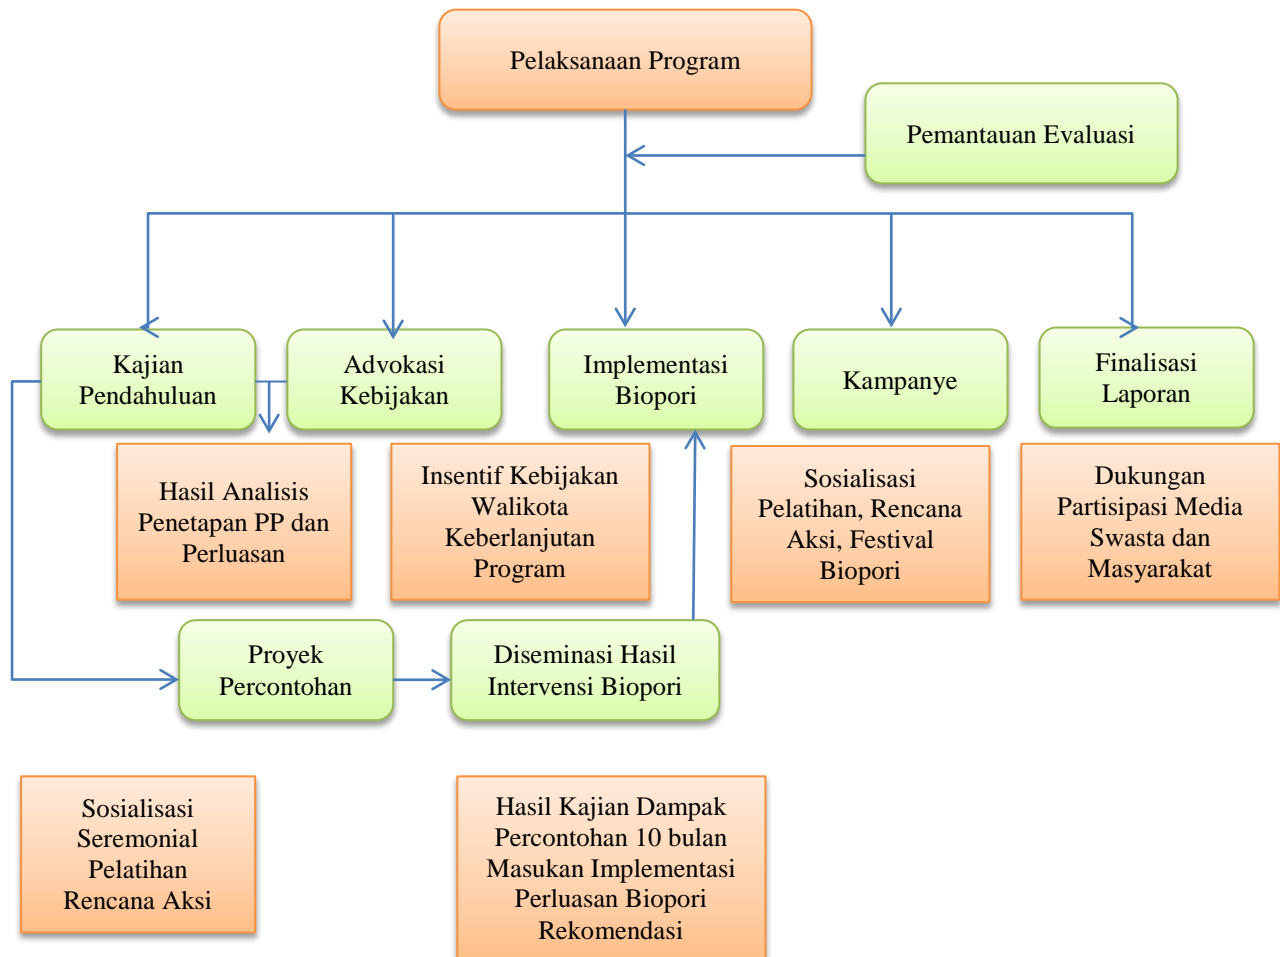 Pelaksanaan Program
Pemantauan Evaluasi
Kajian
Pendahuluan
Advokasi
Kebijakan
Implementasi
Biopori
Kampanye
Finalisasi
Laporan
Hasil Analisis
Penetapan PP dan
Perluasan
Insentif Kebijakan
Walikota
Keberlanjutan
Program
Sosialisasi
Pelatihan, Rencana
Aksi, Festival
Biopori
Dukungan
Partisipasi Media
Swasta dan
Masyarakat
Proyek
Percontohan
Diseminasi Hasil
Intervensi Biopori
Sosialisasi
Seremonial
Pelatihan
Rencana Aksi
Hasil Kajian Dampak
Percontohan 10 bulan
Masukan Implementasi
Perluasan Biopori
Rekomendasi